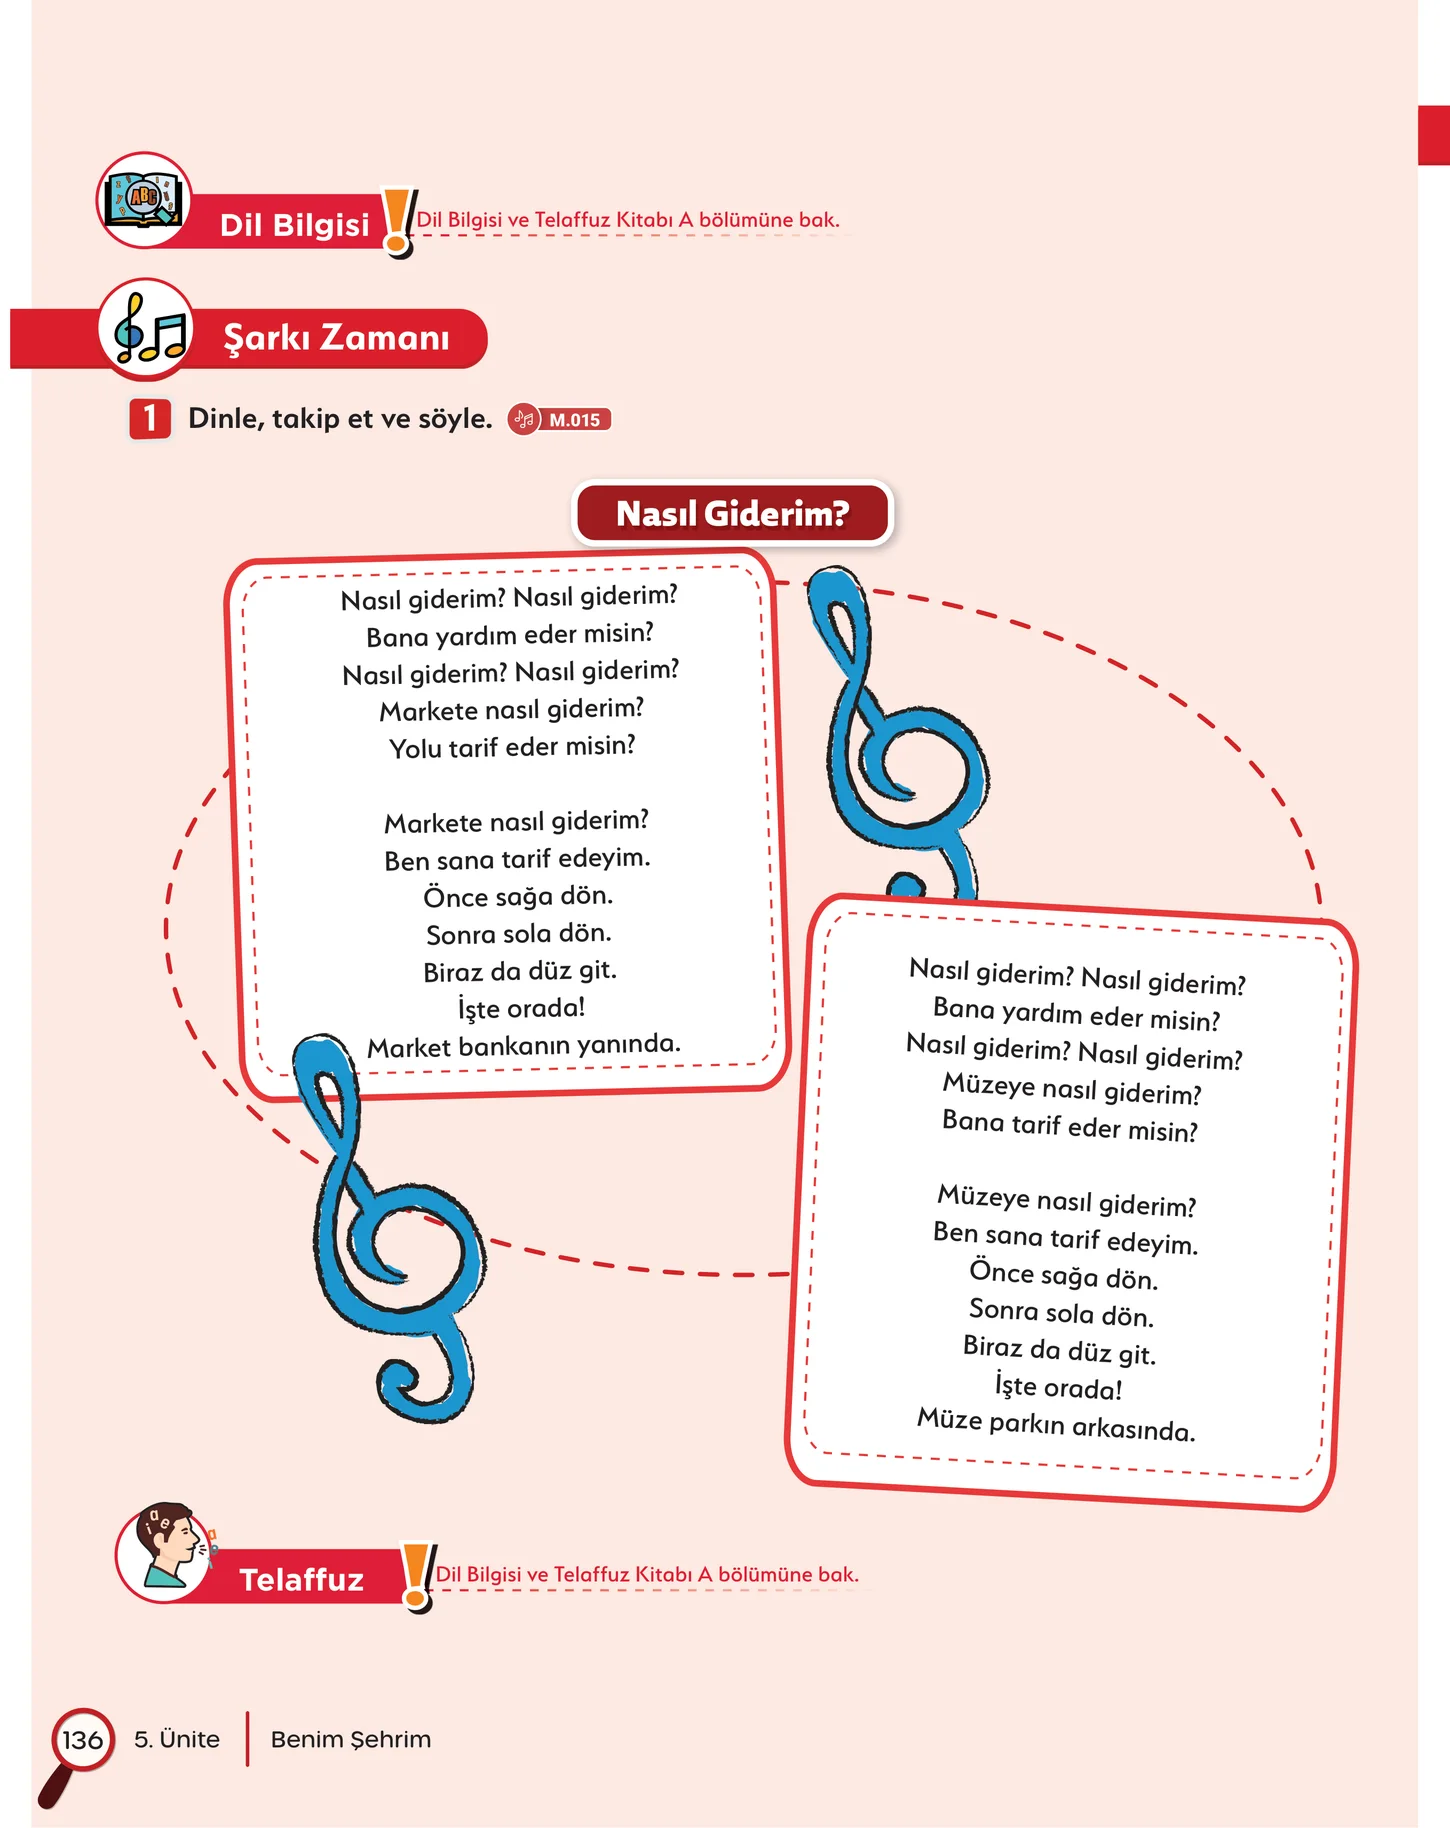 Dil Bilgisi
Dil Bilgisi ve Telaffuz Kitabı A bölümüne bak.
Şarkı Zamanı
1 Dinle, takip et ve söyle. M.015
Nasıl Giderim?
Nasıl giderim? Nasıl giderim?
Bana yardım eder misin?
Nasıl giderim? Nasıl giderim?
Markete nasıl giderim?
Yolu tarif eder misin?
Markete nasıl giderim?
Ben sana tarif edeyim.
Önce sağa dön.
Sonra sola dön.
Biraz da düz git.
İşte orada!
Market bankanın yanında.
Nasıl giderim? Nasıl giderim?
Bana yardım eder misin?
Nasıl giderim? Nasıl giderim?
Müzeye nasıl giderim?
Bana tarif eder misin?
Müzeye nasıl giderim?
Ben sana tarif edeyim.
Önce sağa dön.
Sonra sola dön.
Biraz da düz git.
İşte orada!
Müze parkın arkasında.
Telaffuz
Dil Bilgisi ve Telaffuz Kitabı A bölümüne bak.
136 5. Ünite Benim Şehrim